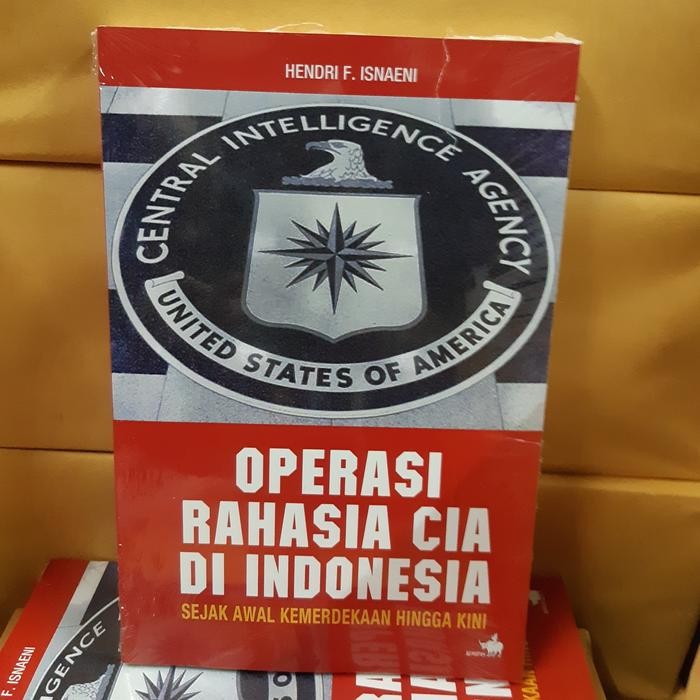 HENDRI F. ISNAENI
CENTRAL INTELLIGENCE AGENCY
UNITED STATES OF AMERICA
OPERASI
RAHASIA CIA
DI INDONESIA
SEJAK AWAL KEMERDEKAAN HINGGA KINI
F. ISNAENI